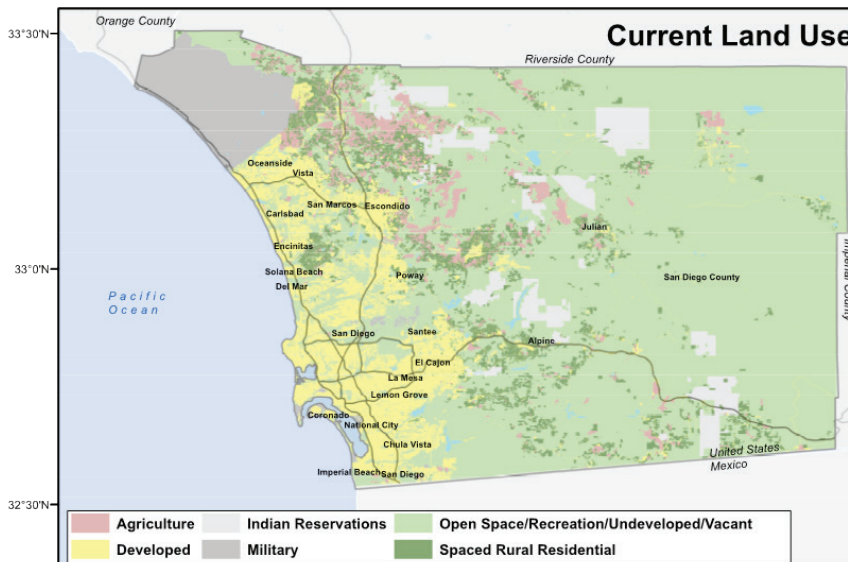 Orange County
33°30'N
Current Land Use
Riverside County
Oceanside
Vista
San Marcos
Escondido
Carlsbad
Julian
Encinitas
Imperial County
33°0'N
Solana Beach
Poway
San Diego County
Del Mar
Pacific
Ocean
San Diego
Santee
Alpine
El Cajon
La Mesa
Lemon Grove
Coronado
National City
Chula Vista
United States
Mexico
Imperial Beach
San Diego
32°30'N
Agriculture
Indian Reservations
Open Space/Recreation/Undeveloped/Vacant
Developed
Military
Spaced Rural Residential